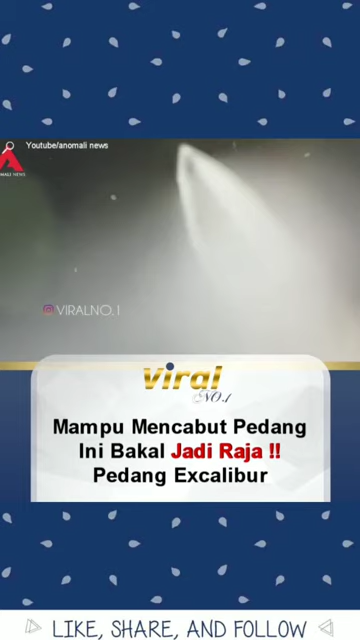 Youtube/anomali news
VIRALNO.1
Viral
NO.1
Mampu Mencabut Pedang
Ini Bakal Jadi Raja !!
Pedang Excalibur
LIKE, SHARE, AND FOLLOW